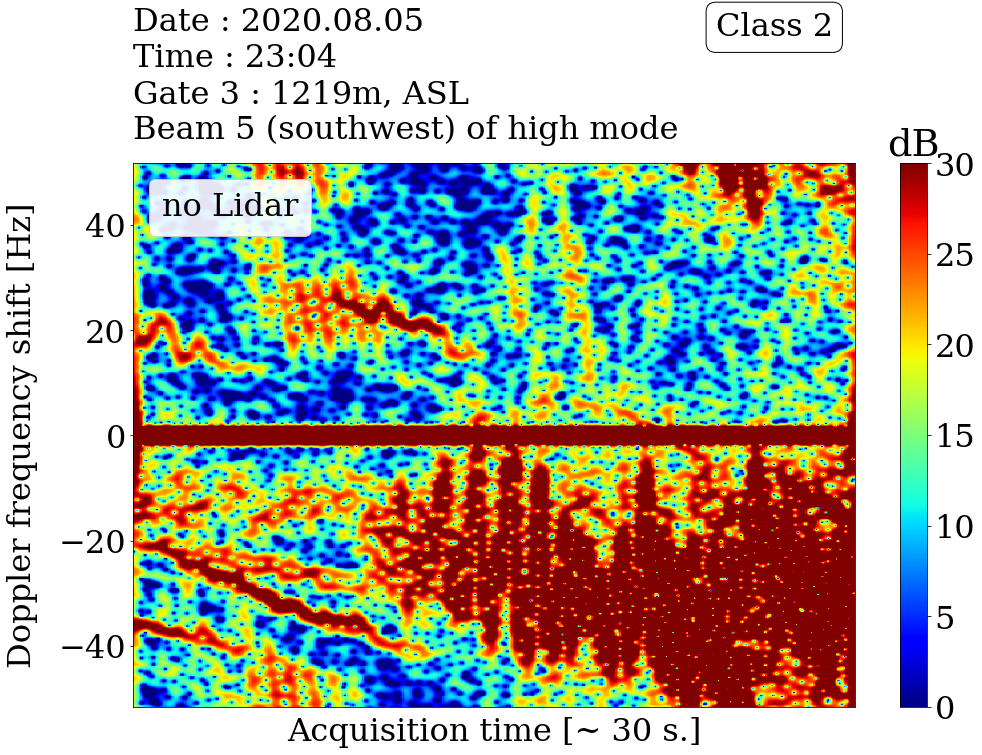 Date : 2020.08.05
Time : 23:04
Gate 3 : 1219m, ASL
Beam 5 (southwest) of high mode
Class 2
dB
no Lidar
Doppler frequency shift [Hz]
40
20
0
−20
−40
Acquisition time [~ 30 s.]
30
25
20
15
10
5
0